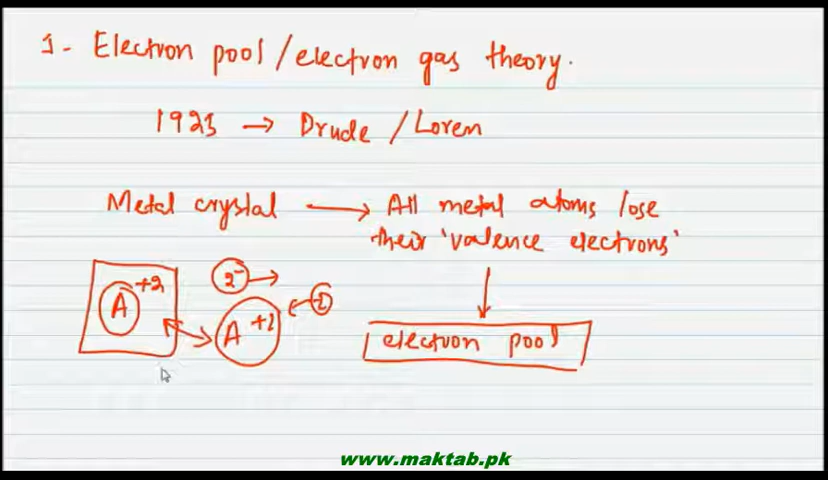 1- Electron pool/electron gas theory.
1923 → Drude/Loren
Metal crystal → All metal atoms lose
their 'valence electrons'
A+2
2-
A+2
electron pool
www.maktab.pk